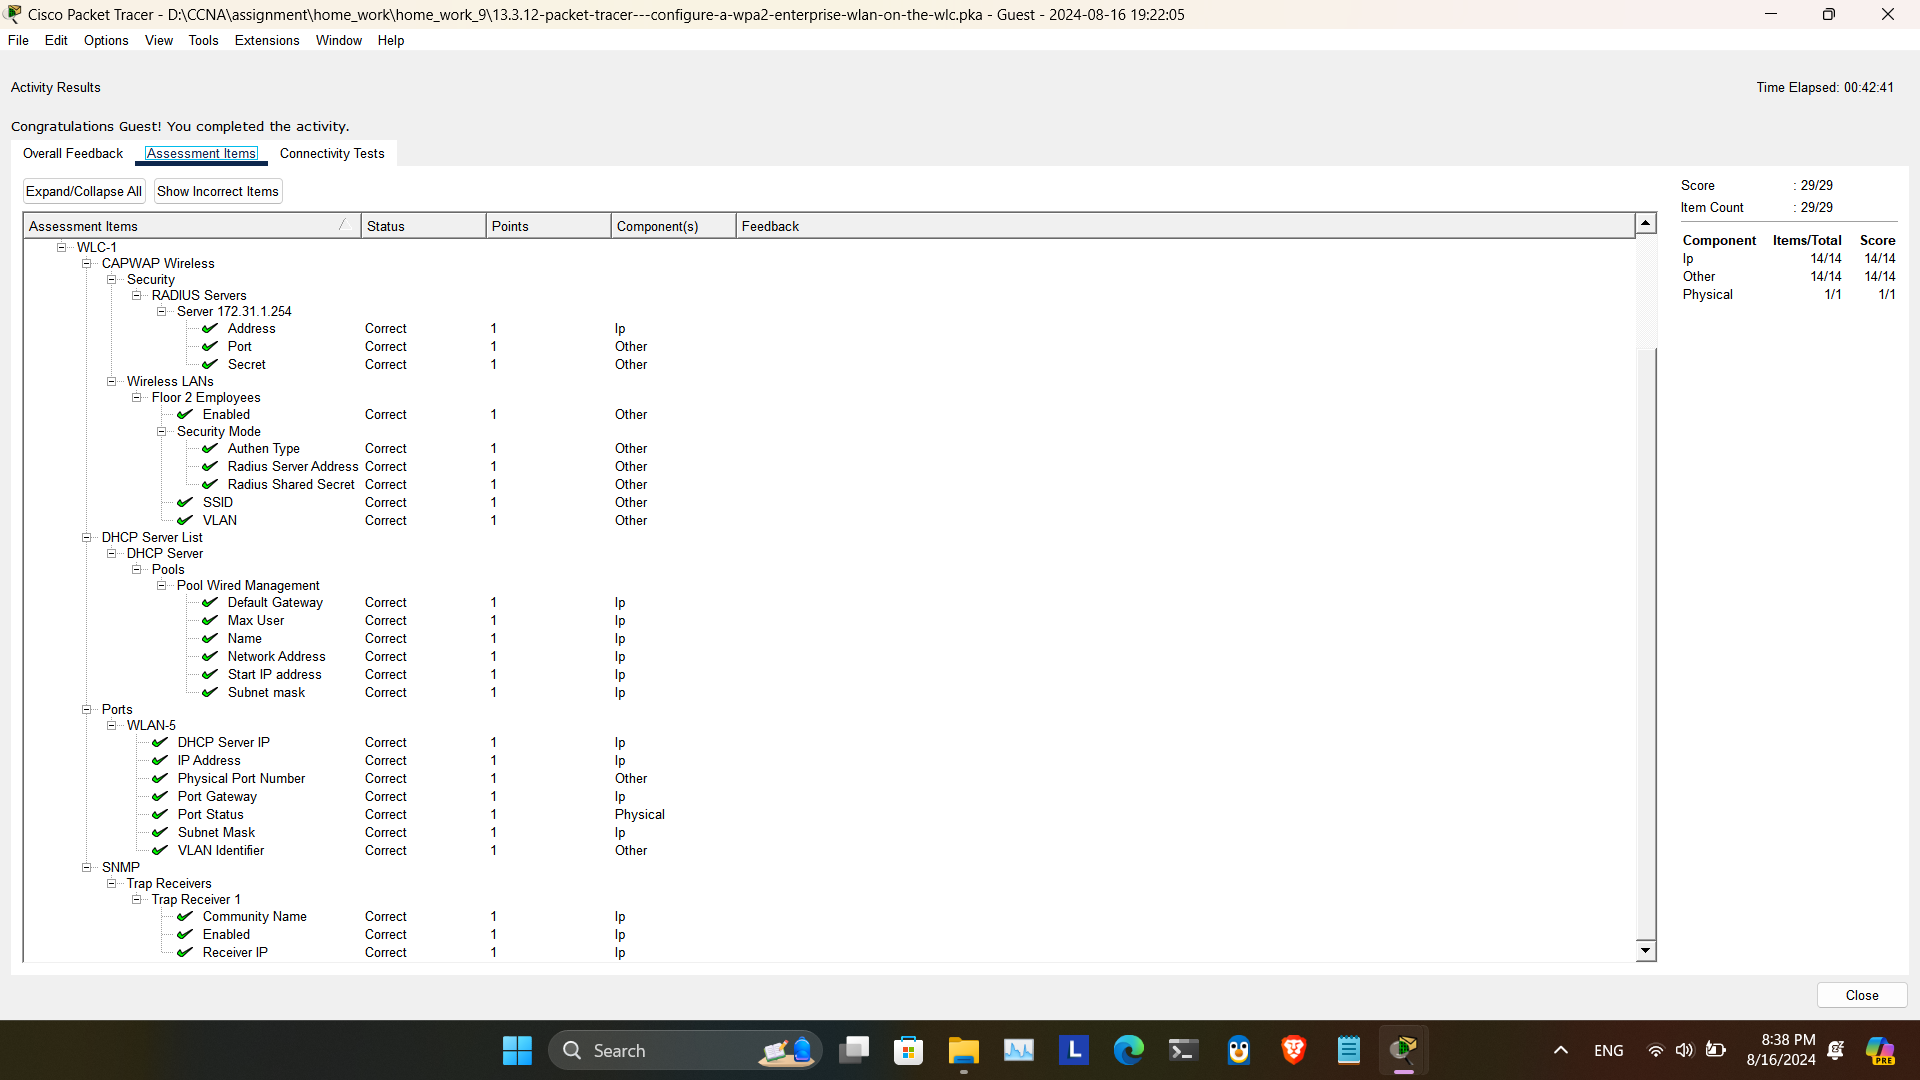 Cisco Packet Tracer - D:\CCNA\assignment\home_work\home_work_9\13.3.12-packet-tracer---configure-a-wpa2-enterprise-wlan-on-the-wlc.pka - Guest - 2024-08-16 19:22:05
File Edit Options View Tools Extensions Window Help
Activity Results
Time Elapsed: 00:42:41
Congratulations Guest! You completed the activity.
Overall Feedback Assessment Items Connectivity Tests
Expand/Collapse All Show Incorrect Items
Assessment Items Status Points Component(s) Feedback
WLC-1
CAPWAP Wireless
Security
RADIUS Servers
Server 172.31.1.254
Address Correct 1 Ip
Port Correct 1 Other
Secret Correct 1 Other
Wireless LANs
Floor 2 Employees
Enabled Correct 1 Other
Security Mode
Authen Type Correct 1 Other
Radius Server Address Correct 1 Other
Radius Shared Secret Correct 1 Other
SSID Correct 1 Other
VLAN Correct 1 Other
DHCP Server List
DHCP Server
Pools
Pool Wired Management
Default Gateway Correct 1 Ip
Max User Correct 1 Ip
Name Correct 1 Ip
Network Address Correct 1 Ip
Start IP address Correct 1 Ip
Subnet mask Correct 1 Ip
Ports
WLAN-5
DHCP Server IP Correct 1 Ip
IP Address Correct 1 Ip
Physical Port Number Correct 1 Other
Port Gateway Correct 1 Ip
Port Status Correct 1 Physical
Subnet Mask Correct 1 Ip
VLAN Identifier Correct 1 Other
SNMP
Trap Receivers
Trap Receiver 1
Community Name Correct 1 Ip
Enabled Correct 1 Ip
Receiver IP Correct 1 Ip
Score : 29/29
Item Count : 29/29
Component Items/Total Score
Ip 14/14 14/14
Other 14/14 14/14
Physical 1/1 1/1
Close
Search
L
ENG
8:38 PM
8/16/2024
PRE